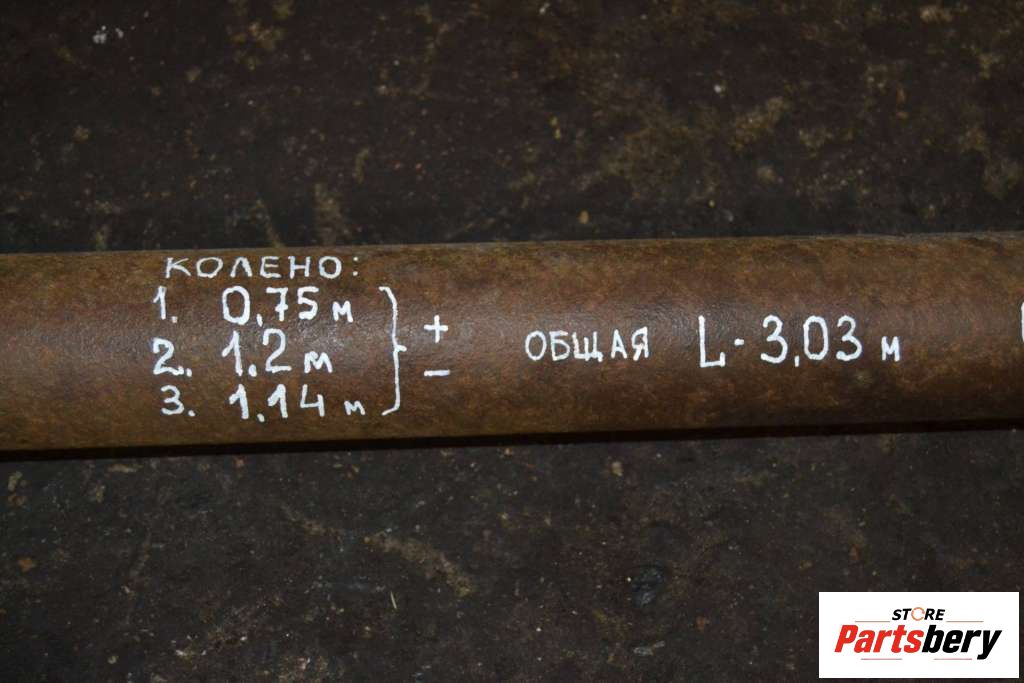 КОЛЕНО:
1. 0,75 м
2. 1.2 м
3. 1.14 м
+
−
ОБЩАЯ L - 3,03 м
STORE
Partsbery